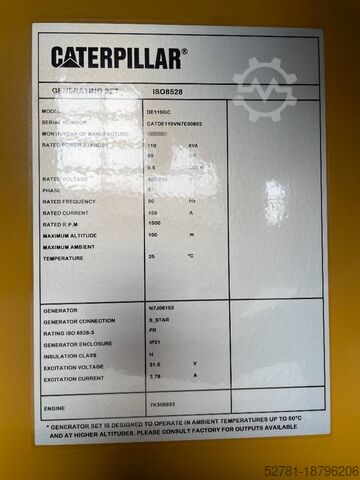 CATERPILLAR®
GENERATING SET ISO8528
MODEL DE110GC
SERIAL NUMBER CATDE110VN7E00802
MONTH/YEAR OF MANUFACTURE
RATED POWER-STANDBY 110 KVA
0.8
RATED VOLTAGE 400/230
PHASE 3
RATED FREQUENCY 50 Hz
RATED CURRENT 159 A
RATED R.P.M 1500
MAXIMUM ALTITUDE 100 m
MAXIMUM AMBIENT
TEMPERATURE 25 °C
GENERATOR N7J06155
GENERATOR CONNECTION S_STAR
RATING ISO 8528-3 PR
GENERATOR ENCLOSURE IP21
INSULATION CLASS H
EXCITATION VOLTAGE 31.5 V
EXCITATION CURRENT 3.78 A
ENGINE 7K306933
* GENERATOR SET IS DESIGNED TO OPERATE IN AMBIENT TEMPERATURES UP TO 50°C
AND AT HIGHER ALTITUDES. PLEASE CONSULT FACTORY FOR OUTPUTS AVAILABLE
52781-18796206